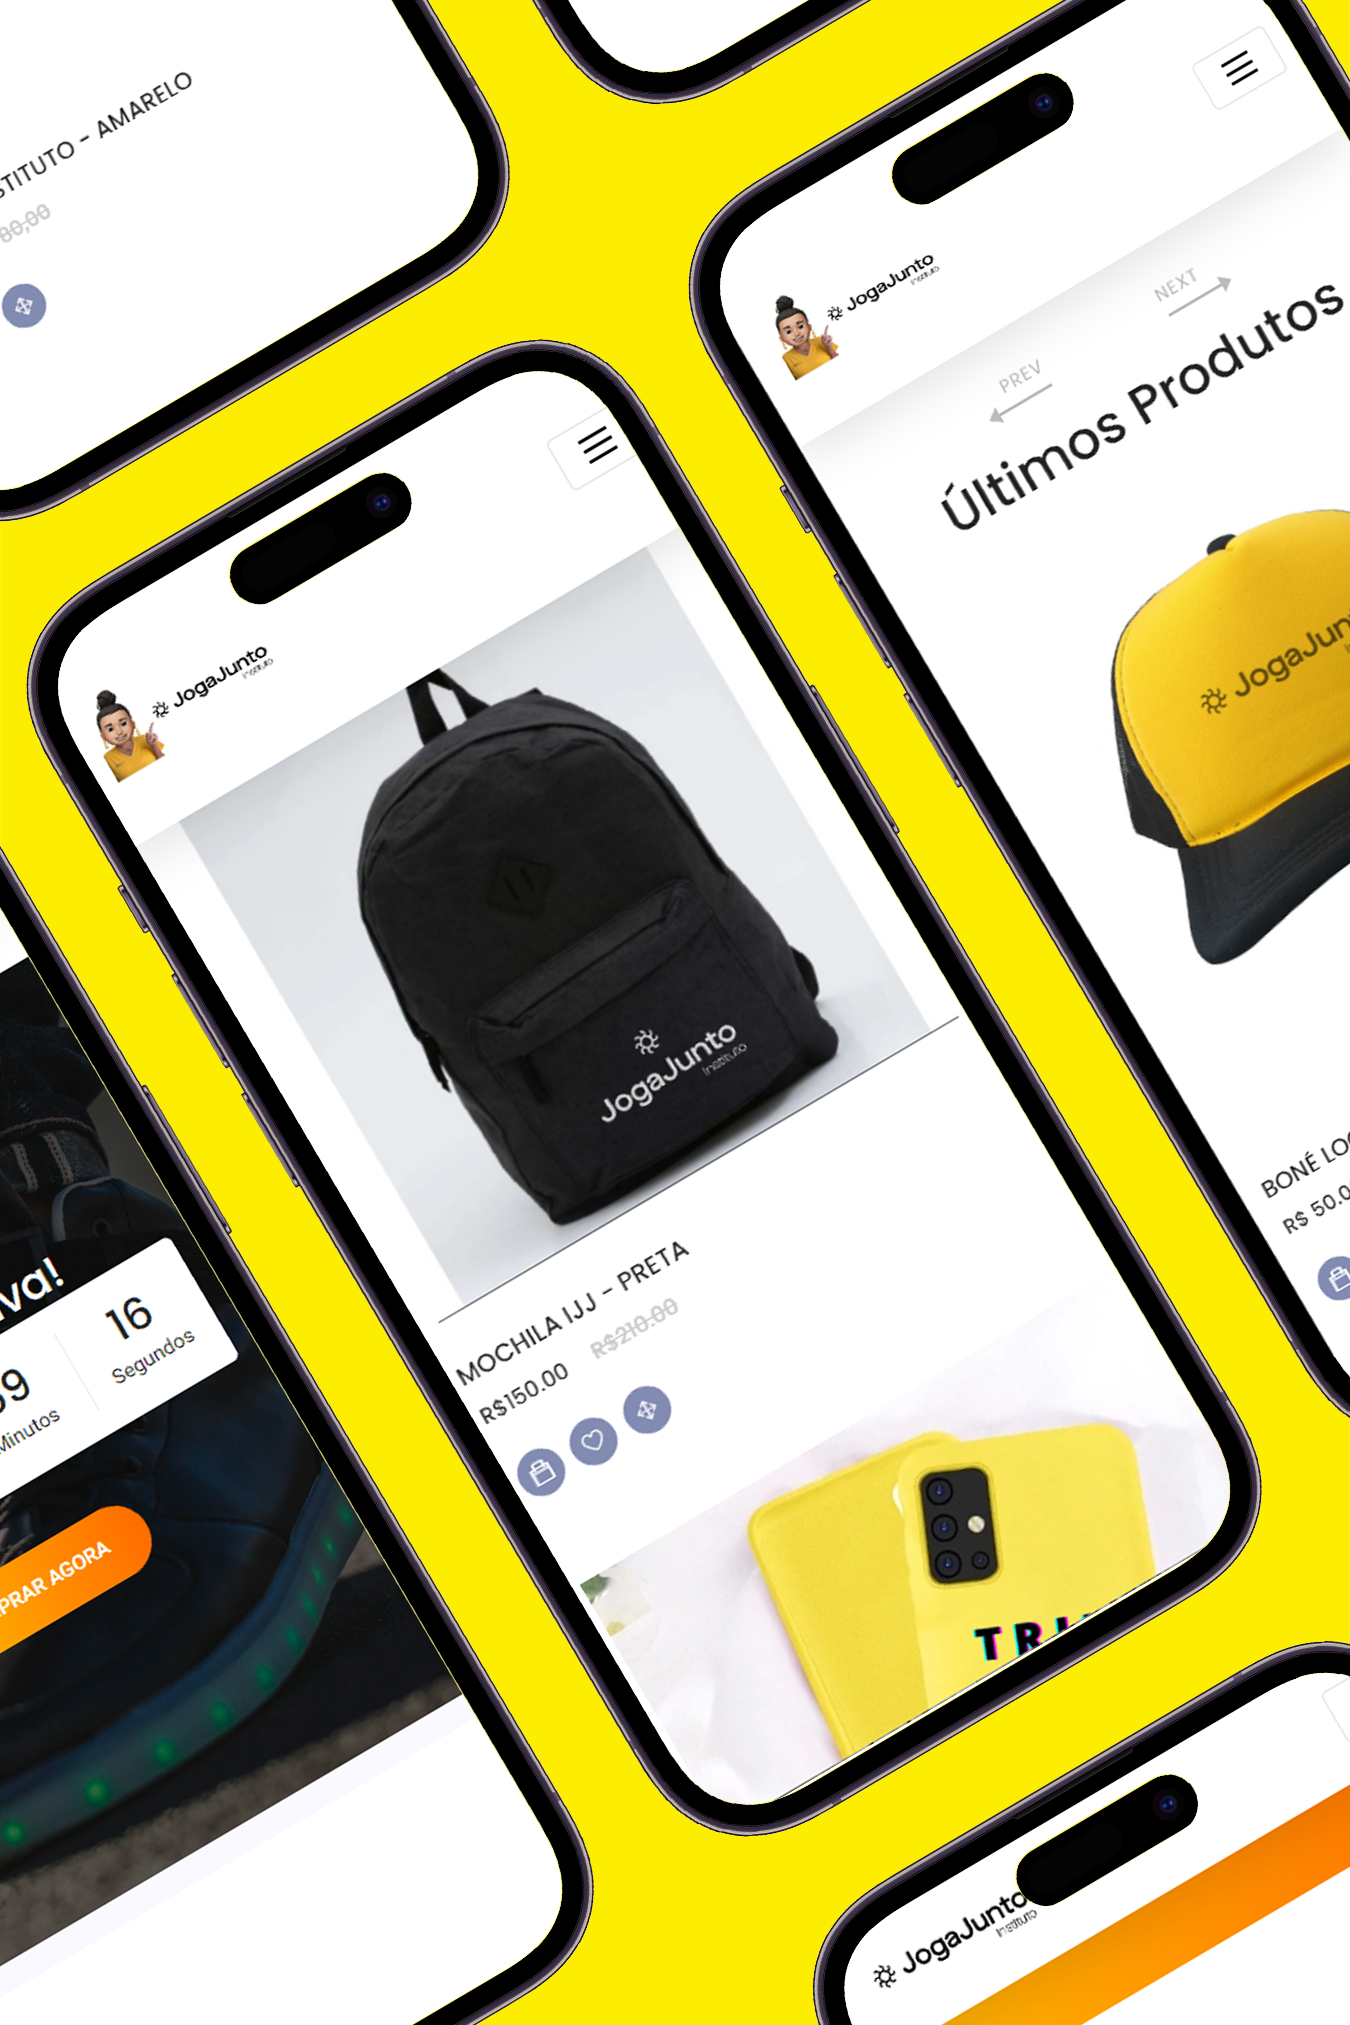 STITUTO - AMARELO
80,00
JogaJunto
Instituto
NEXT
PREV
Últimos Produtos
JogaJun
BONÉ LO
R$ 50.0
JogaJunto
Instituto
JogaJunto
Instituto
MOCHILA IJJ - PRETA
R$150.00 R$210.00
TRI
va!
59 16
Minutos Segundos
PRAR AGORA
JogaJunto
Instituto